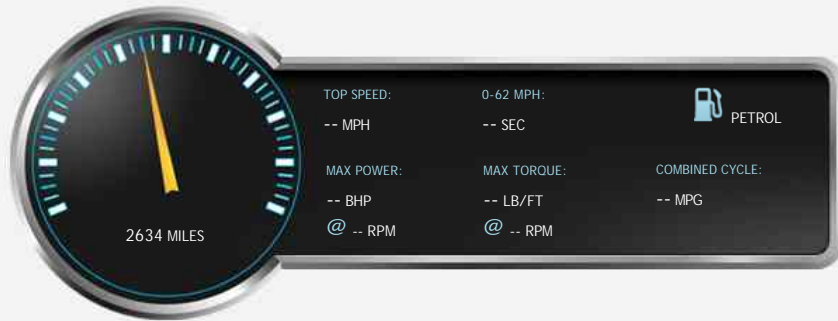 TOP SPEED:
-- MPH
0-62 MPH:
-- SEC
PETROL
MAX POWER:
-- BHP
@ -- RPM
MAX TORQUE:
-- LB/FT
@ -- RPM
COMBINED CYCLE:
-- MPG
2634 MILES